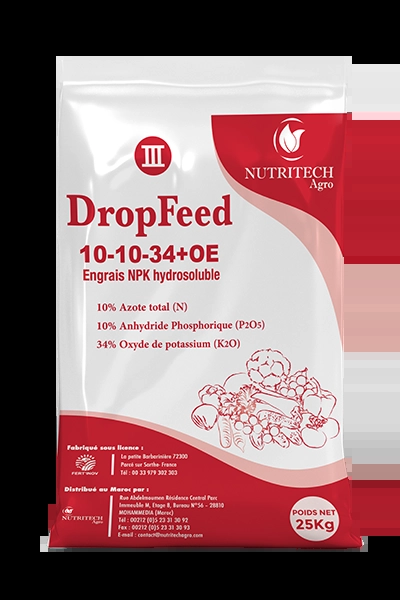 III
NUTRITECH
Agro
DropFeed
10-10-34+OE
Engrais NPK hydrosoluble
10% Azote total (N)
10% Anhydride Phosphorique (P2O5)
34% Oxyde de potassium (K2O)
Fabriqué sous licence :
FERT'INOV
La petite Barbarinière 72300
Parcé sur Sarthe- France
Tél : 00 33 979 302 303
Distribué au Maroc par :
NUTRITECH
Agro
Rue Abdelmoumen Résidence Central Parc
Immeuble M, Etage 8, Bureau N°56 - 28810
MOHAMMEDIA (Maroc)
Tél : 00212 (0)5 23 31 30 92
Fax : 00212 (0)5 23 31 30 93
E-mail : contact@nutritechagro.com
POIDS NET
25Kg